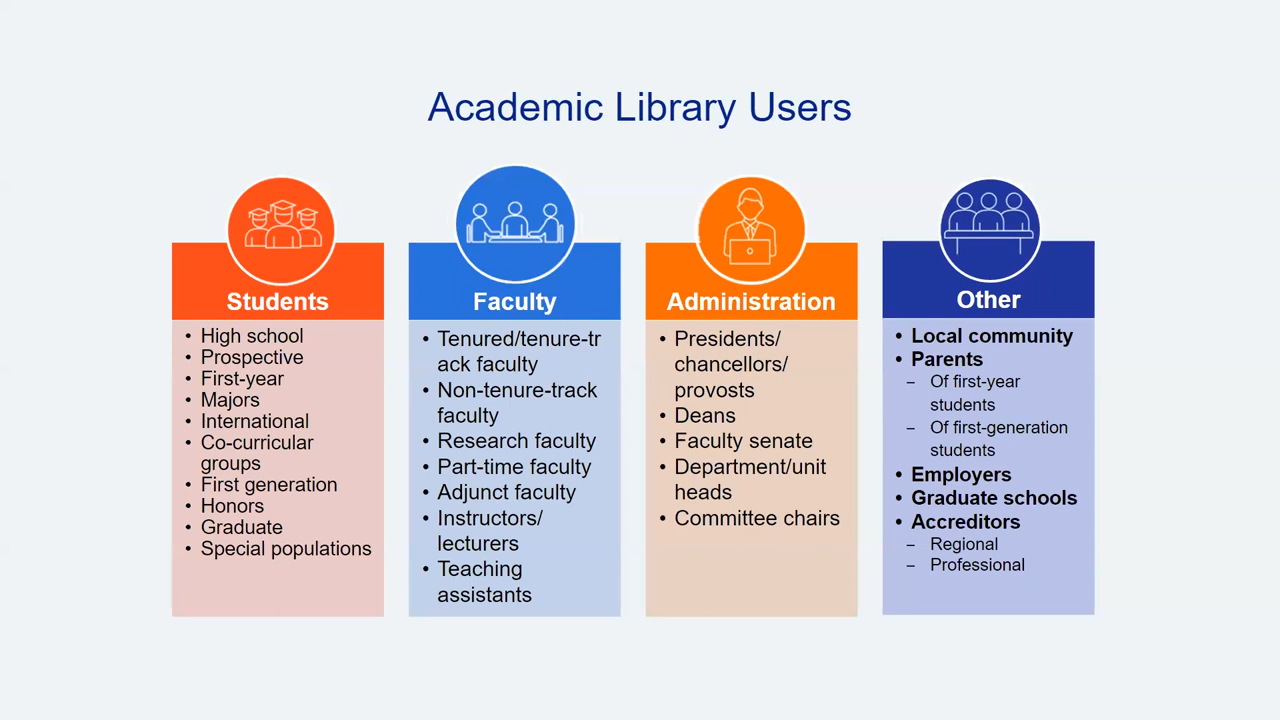 Academic Library Users
Students
• High school
• Prospective
• First-year
• Majors
• International
• Co-curricular
groups
• First generation
• Honors
• Graduate
• Special populations
Faculty
• Tenured/tenure-tr
ack faculty
• Non-tenure-track
faculty
• Research faculty
• Part-time faculty
• Adjunct faculty
• Instructors/
lecturers
• Teaching
assistants
Administration
• Presidents/
chancellors/
provosts
• Deans
• Faculty senate
• Department/unit
heads
• Committee chairs
Other
• Local community
• Parents
– Of first-year
students
– Of first-generation
students
• Employers
• Graduate schools
• Accreditors
– Regional
– Professional